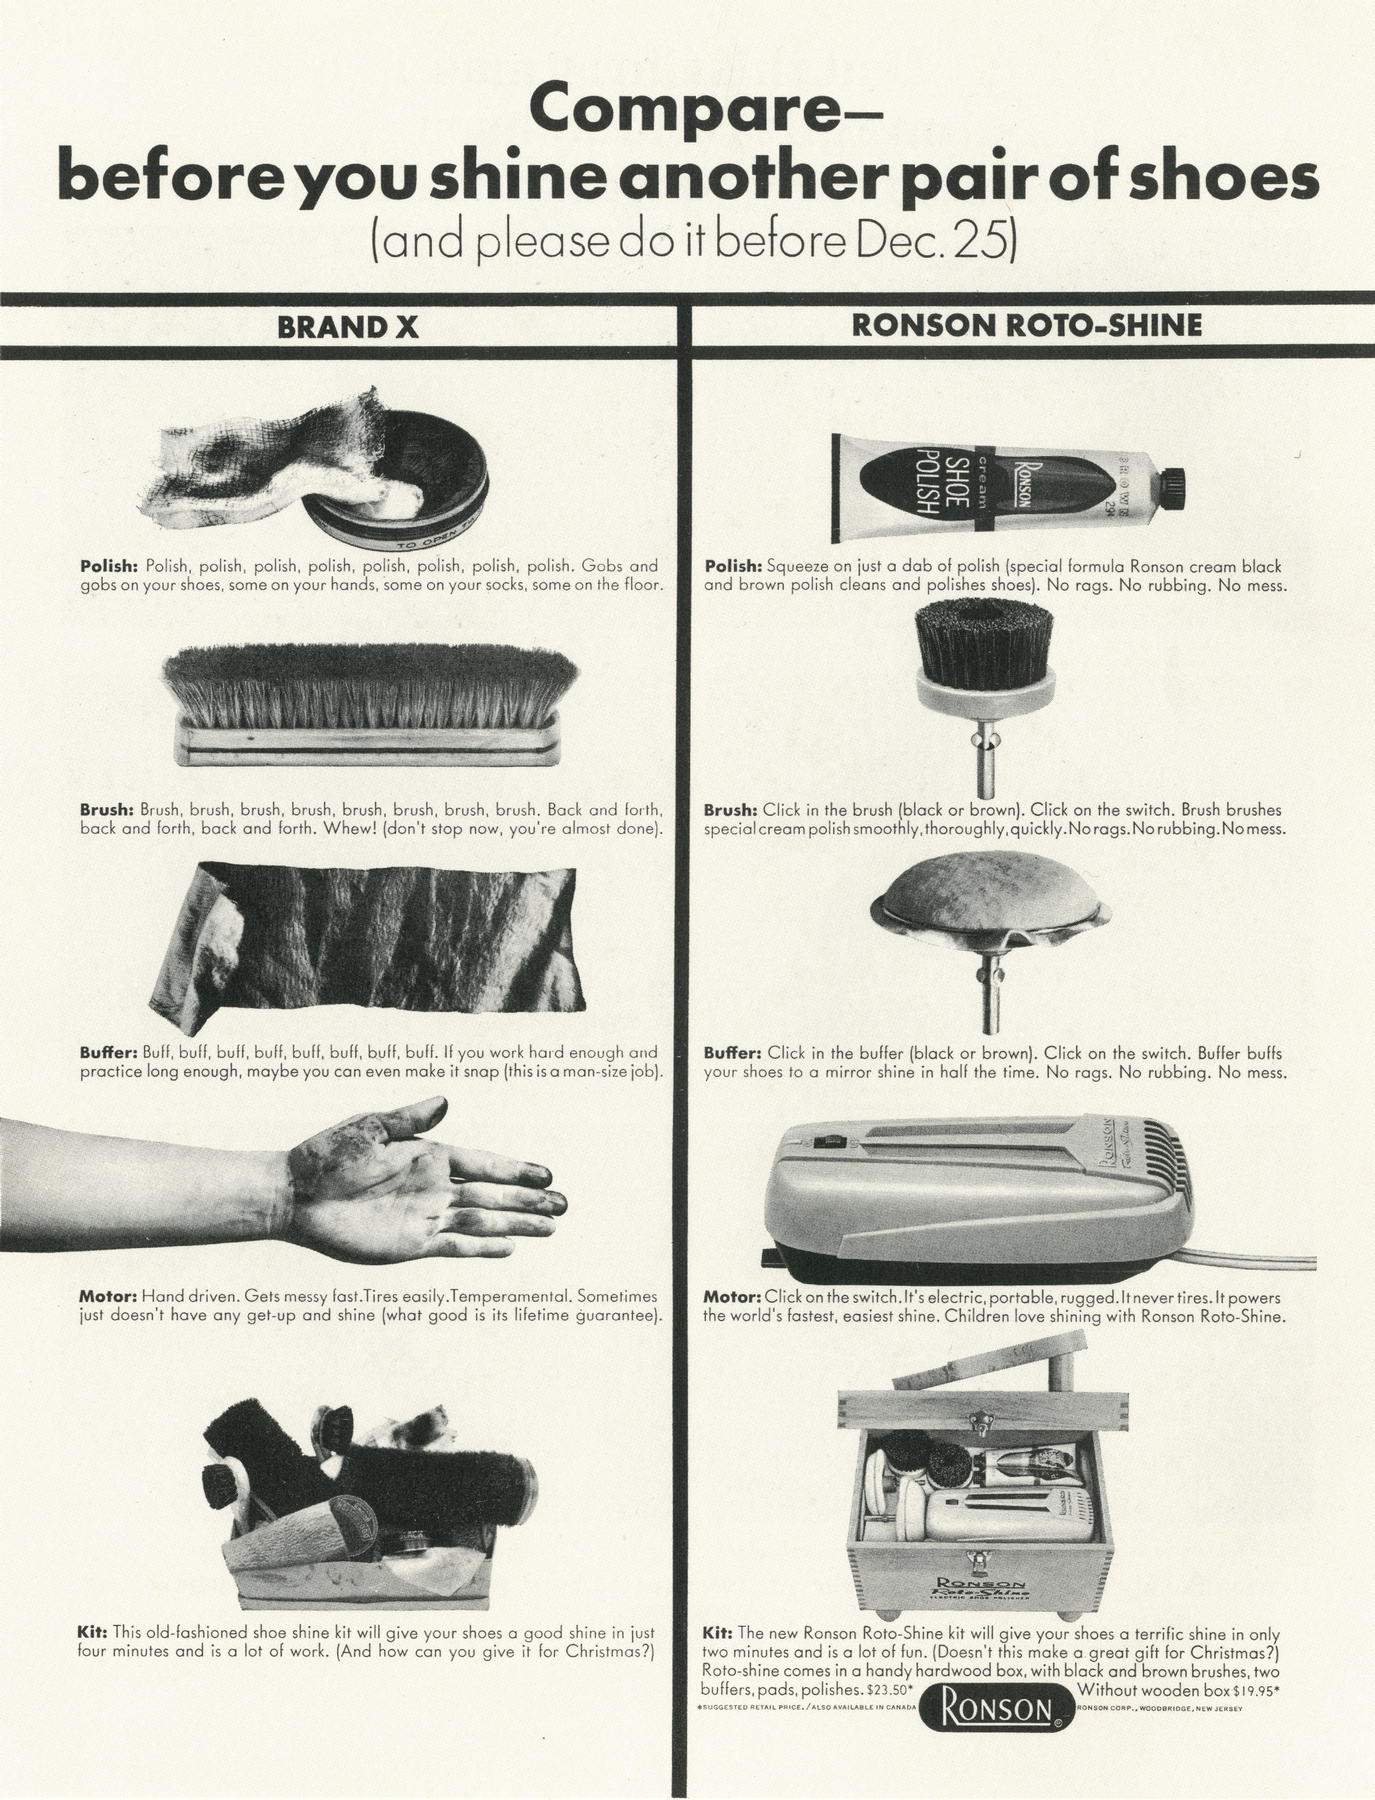 Compare—
before you shine another pair of shoes
(and please do it before Dec. 25)
BRAND X
TO OPEN
Polish: Polish, polish, polish, polish, polish, polish, polish, polish. Gobs and
gobs on your shoes, some on your hands, some on your socks, some on the floor.
Brush: Brush, brush, brush, brush, brush, brush, brush, brush. Back and forth,
back and forth, back and forth. Whew! (don't stop now, you're almost done).
Buffer: Buff, buff, buff, buff, buff, buff, buff, buff. If you work hard enough and
practice long enough, maybe you can even make it snap (this is a man-size job).
Motor: Hand driven. Gets messy fast. Tires easily. Temperamental. Sometimes
just doesn't have any get-up and shine (what good is its lifetime guarantee).
Kit: This old-fashioned shoe shine kit will give your shoes a good shine in just
four minutes and is a lot of work. (And how can you give it for Christmas?)
RONSON ROTO-SHINE
BROWN 29¢
RONSON
cream
SHOE
POLISH
Polish: Squeeze on just a dab of polish (special formula Ronson cream black
and brown polish cleans and polishes shoes). No rags. No rubbing. No mess.
Brush: Click in the brush (black or brown). Click on the switch. Brush brushes
special cream polish smoothly, thoroughly, quickly. No rags. No rubbing. No mess.
Buffer: Click in the buffer (black or brown). Click on the switch. Buffer buffs
your shoes to a mirror shine in half the time. No rags. No rubbing. No mess.
RONSON
Roto-Shine
Motor: Click on the switch. It's electric, portable, rugged. It never tires. It powers
the world's fastest, easiest shine. Children love shining with Ronson Roto-Shine.
RONSON
RONSON
Roto-Shine
ELECTRIC SHOE POLISHER
Kit: The new Ronson Roto-Shine kit will give your shoes a terrific shine in only
two minutes and is a lot of fun. (Doesn't this make a great gift for Christmas?)
Roto-shine comes in a handy hardwood box, with black and brown brushes, two
buffers, pads, polishes. $23.50* Without wooden box $19.95*
*SUGGESTED RETAIL PRICE. / ALSO AVAILABLE IN CANADA RONSON® RONSON CORP., WOODBRIDGE, NEW JERSEY